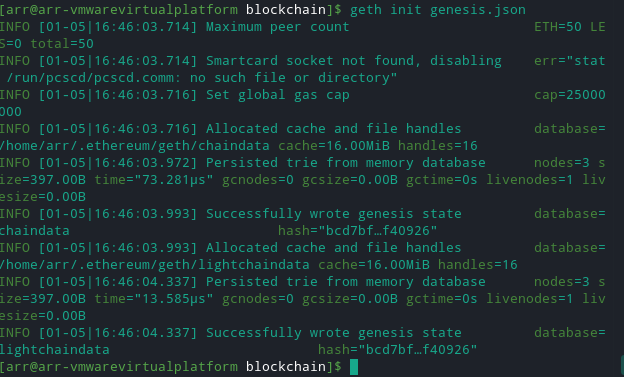 [arr@arr-vmwarevirtualplatform blockchain]$ geth init genesis.json
INFO [01-05|16:46:03.714] Maximum peer count ETH=50 LE
S=0 total=50
INFO [01-05|16:46:03.714] Smartcard socket not found, disabling err="stat
/run/pcscd/pcscd.comm: no such file or directory"
INFO [01-05|16:46:03.716] Set global gas cap cap=25000
000
INFO [01-05|16:46:03.716] Allocated cache and file handles database=
/home/arr/.ethereum/geth/chaindata cache=16.00MiB handles=16
INFO [01-05|16:46:03.972] Persisted trie from memory database nodes=3 s
ize=397.00B time="73.281µs" gcnodes=0 gcsize=0.00B gctime=0s livenodes=1 liv
esize=0.00B
INFO [01-05|16:46:03.993] Successfully wrote genesis state database=
chaindata hash="bcd7bf…f40926"
INFO [01-05|16:46:03.993] Allocated cache and file handles database=
/home/arr/.ethereum/geth/lightchaindata cache=16.00MiB handles=16
INFO [01-05|16:46:04.337] Persisted trie from memory database nodes=3 s
ize=397.00B time="13.585µs" gcnodes=0 gcsize=0.00B gctime=0s livenodes=1 liv
esize=0.00B
INFO [01-05|16:46:04.337] Successfully wrote genesis state database=
lightchaindata hash="bcd7bf…f40926"
[arr@arr-vmwarevirtualplatform blockchain]$